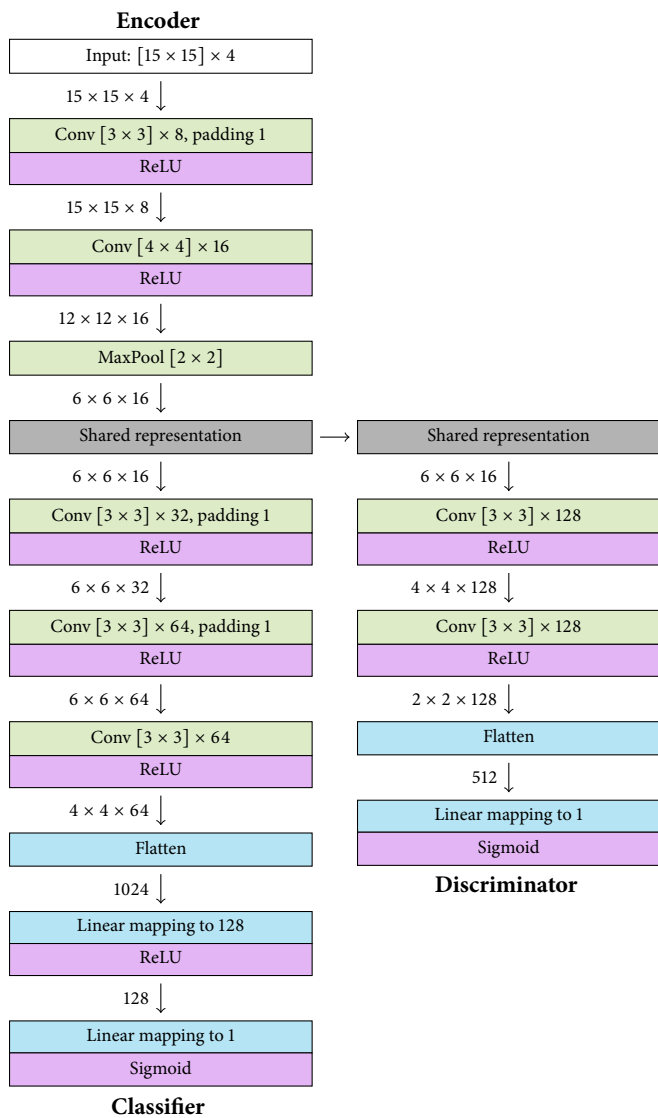 Encoder
Input: [15 × 15] × 4
15 × 15 × 4
Conv [3 × 3] × 8, padding 1
ReLU
15 × 15 × 8
Conv [4 × 4] × 16
ReLU
12 × 12 × 16
MaxPool [2 × 2]
6 × 6 × 16
Shared representation
6 × 6 × 16
Conv [3 × 3] × 32, padding 1
ReLU
6 × 6 × 32
Conv [3 × 3] × 64, padding 1
ReLU
6 × 6 × 64
Conv [3 × 3] × 64
ReLU
4 × 4 × 64
Flatten
1024
Linear mapping to 128
ReLU
128
Linear mapping to 1
Sigmoid
Classifier
Shared representation
6 × 6 × 16
Conv [3 × 3] × 128
ReLU
4 × 4 × 128
Conv [3 × 3] × 128
ReLU
2 × 2 × 128
Flatten
512
Linear mapping to 1
Sigmoid
Discriminator